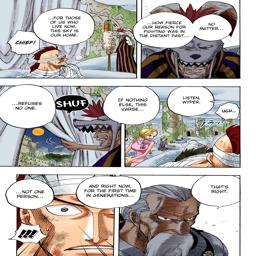 NO
MATTER...
HOW FIERCE
OUR REASON FOR
FIGHTING WAS IN
THE DISTANT
PAST...
...FOR THOSE
OF US WHO
LIVE NOW,
THIS SKY IS
OUR HOME.
CHIEF!
LISTEN,
WYPER.
UGH...
IF NOTHING
ELSE, THIS
VARSE...
SHUF
...REFUSES
NO ONE.
THAT'S
RIGHT.
AND RIGHT NOW,
FOR THE FIRST
TIME IN
GENERATIONS...
...NOT ONE
PERSON...
!!!